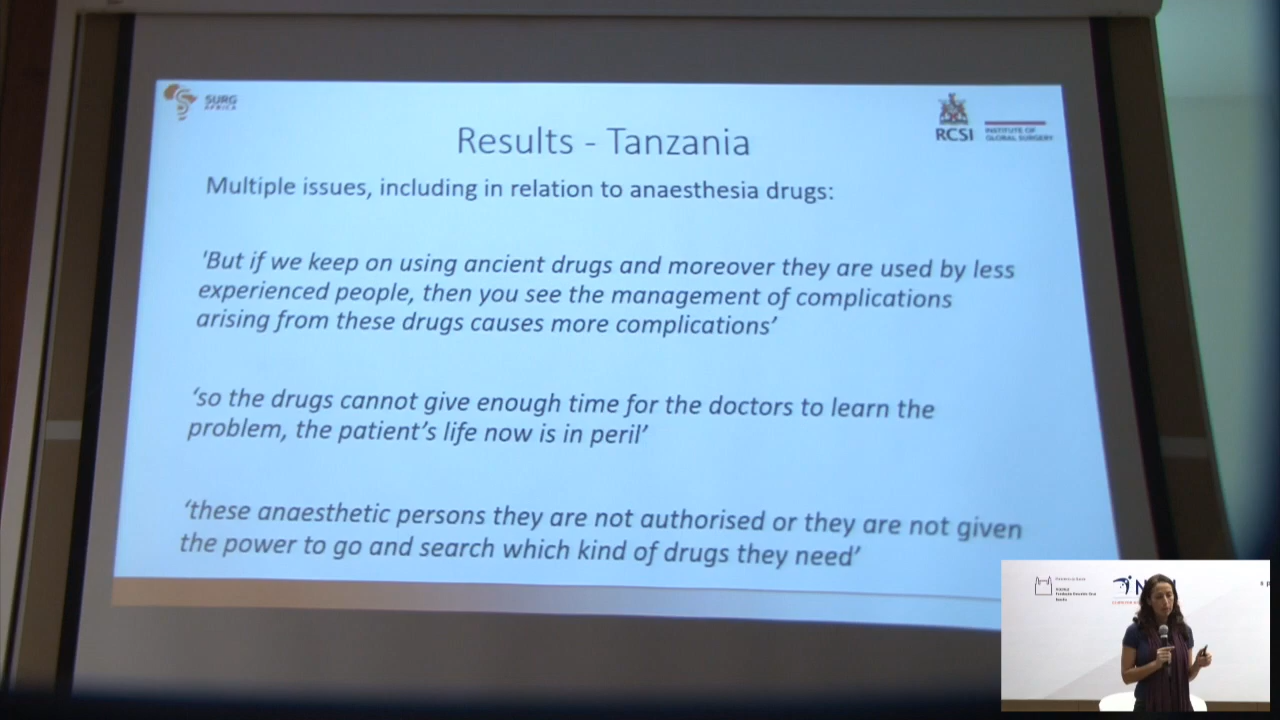 SURG
AFRICA
RCSI
INSTITUTE OF
GLOBAL SURGERY
Results - Tanzania
Multiple issues, including in relation to anaesthesia drugs:
'But if we keep on using ancient drugs and moreover they are used by less
experienced people, then you see the management of complications
arising from these drugs causes more complications’
‘so the drugs cannot give enough time for the doctors to learn the
problem, the patient’s life now is in peril’
‘these anaesthetic persons they are not authorised or they are not given
the power to go and search which kind of drugs they need’